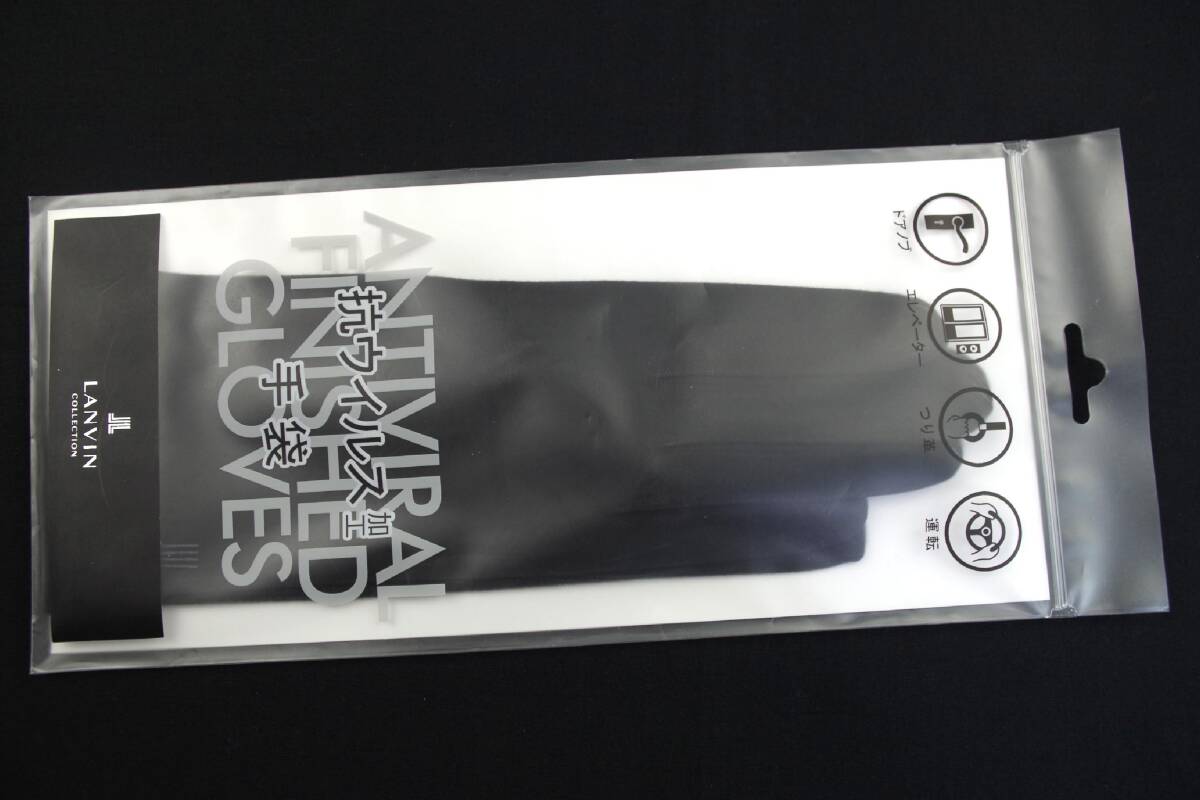 ドアノブ
エレベーター
つり革
運転
ANTIVIRAL
FINISHED
GLOVES
抗ウイルス加工
手袋
LANVIN
COLLECTION